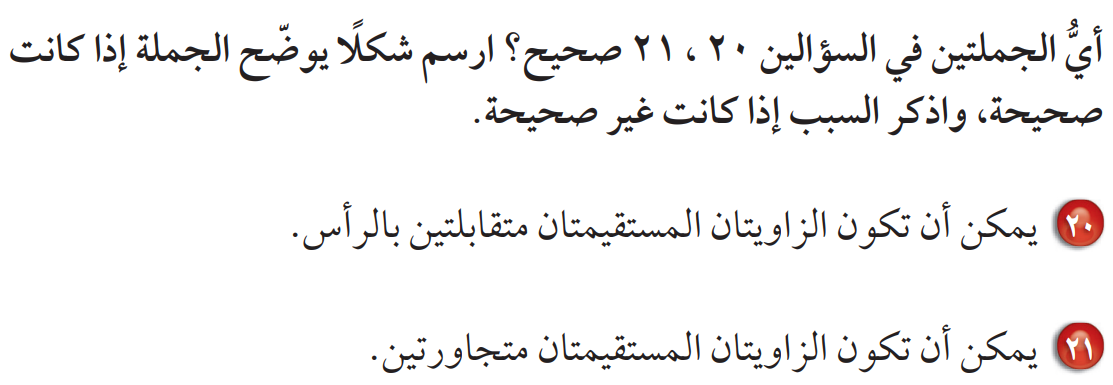 أيُّ الجملتين في السؤالين ٢٠ ، ٢١ صحيح؟ ارسم شكلًا يوضّح الجملة إذا كانت
صحيحة، واذكر السبب إذا كانت غير صحيحة.
٢٠ يمكن أن تكون الزاويتان المستقيمتان متقابلتين بالرأس.
٢١ يمكن أن تكون الزاويتان المستقيمتان متجاورتين.